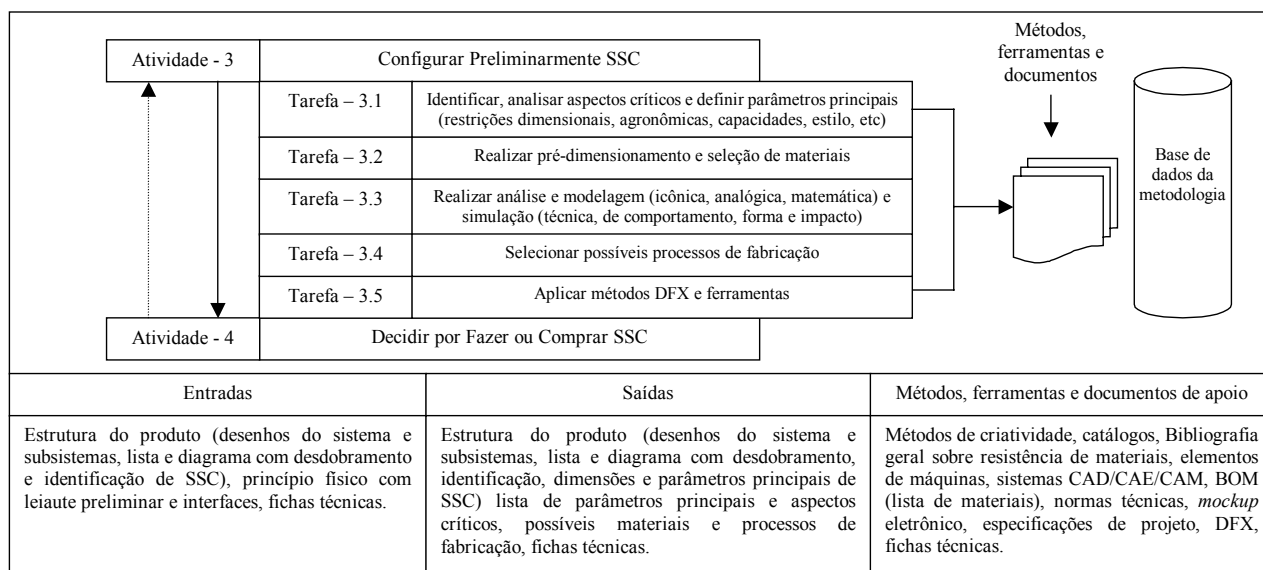 Atividade - 3
Configurar Preliminarmente SSC
Métodos,
ferramentas e
documentos
Tarefa – 3.1
Identificar, analisar aspectos críticos e definir parâmetros principais
(restrições dimensionais, agronômicas, capacidades, estilo, etc)
Tarefa – 3.2
Realizar pré-dimensionamento e seleção de materiais
Tarefa – 3.3
Realizar análise e modelagem (icônica, analógica, matemática) e
simulação (técnica, de comportamento, forma e impacto)
Tarefa – 3.4
Selecionar possíveis processos de fabricação
Tarefa – 3.5
Aplicar métodos DFX e ferramentas
Base de
dados da
metodologia
Atividade - 4
Decidir por Fazer ou Comprar SSC
Entradas
Estrutura do produto (desenhos do sistema e
subsistemas, lista e diagrama com desdobramento
e identificação de SSC), princípio físico com
leiaute preliminar e interfaces, fichas técnicas.
Saídas
Estrutura do produto (desenhos do sistema e
subsistemas, lista e diagrama com desdobramento,
identificação, dimensões e parâmetros principais de
SSC) lista de parâmetros principais e aspectos
críticos, possíveis materiais e processos de
fabricação, fichas técnicas.
Métodos, ferramentas e documentos de apoio
Métodos de criatividade, catálogos, Bibliografia
geral sobre resistência de materiais, elementos
de máquinas, sistemas CAD/CAE/CAM, BOM
(lista de materiais), normas técnicas, mockup
eletrônico, especificações de projeto, DFX,
fichas técnicas.